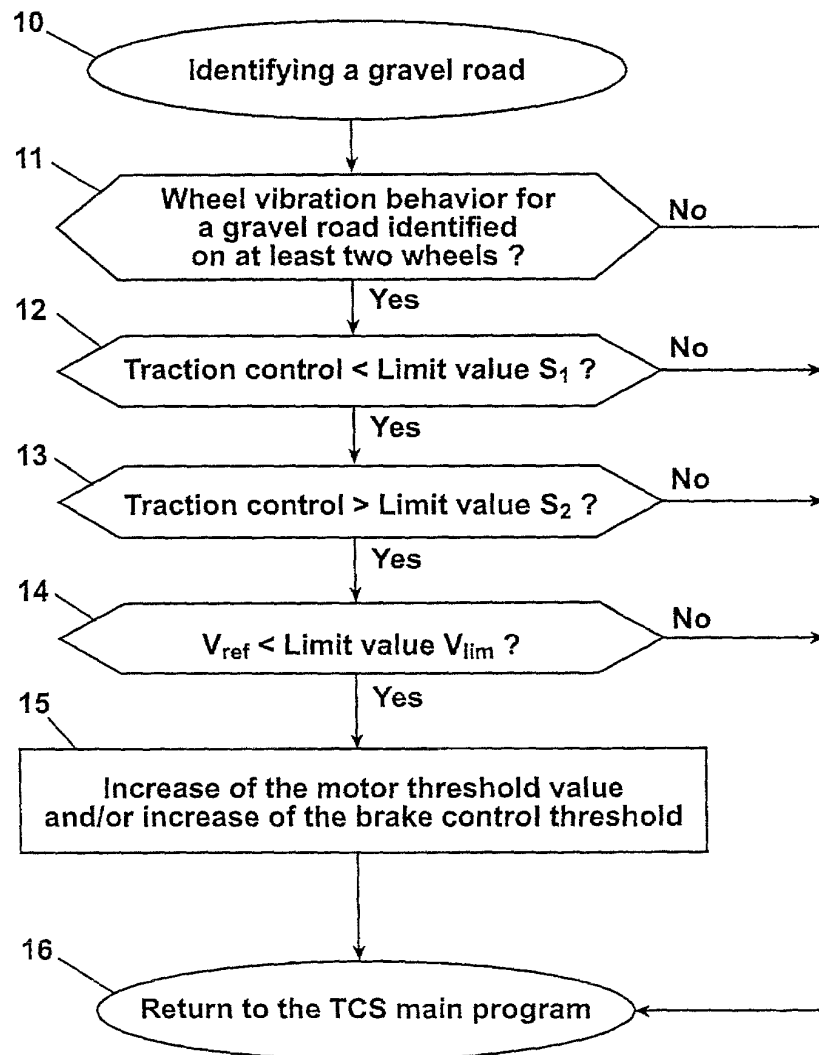 10
Identifying a gravel road
11
Wheel vibration behavior for
a gravel road identified
on at least two wheels ?
No
Yes
12
Traction control < Limit value S₁ ?
No
Yes
13
Traction control > Limit value S₂ ?
No
Yes
14
V_ref < Limit value V_lim ?
No
Yes
15
Increase of the motor threshold value
and/or increase of the brake control threshold
16
Return to the TCS main program